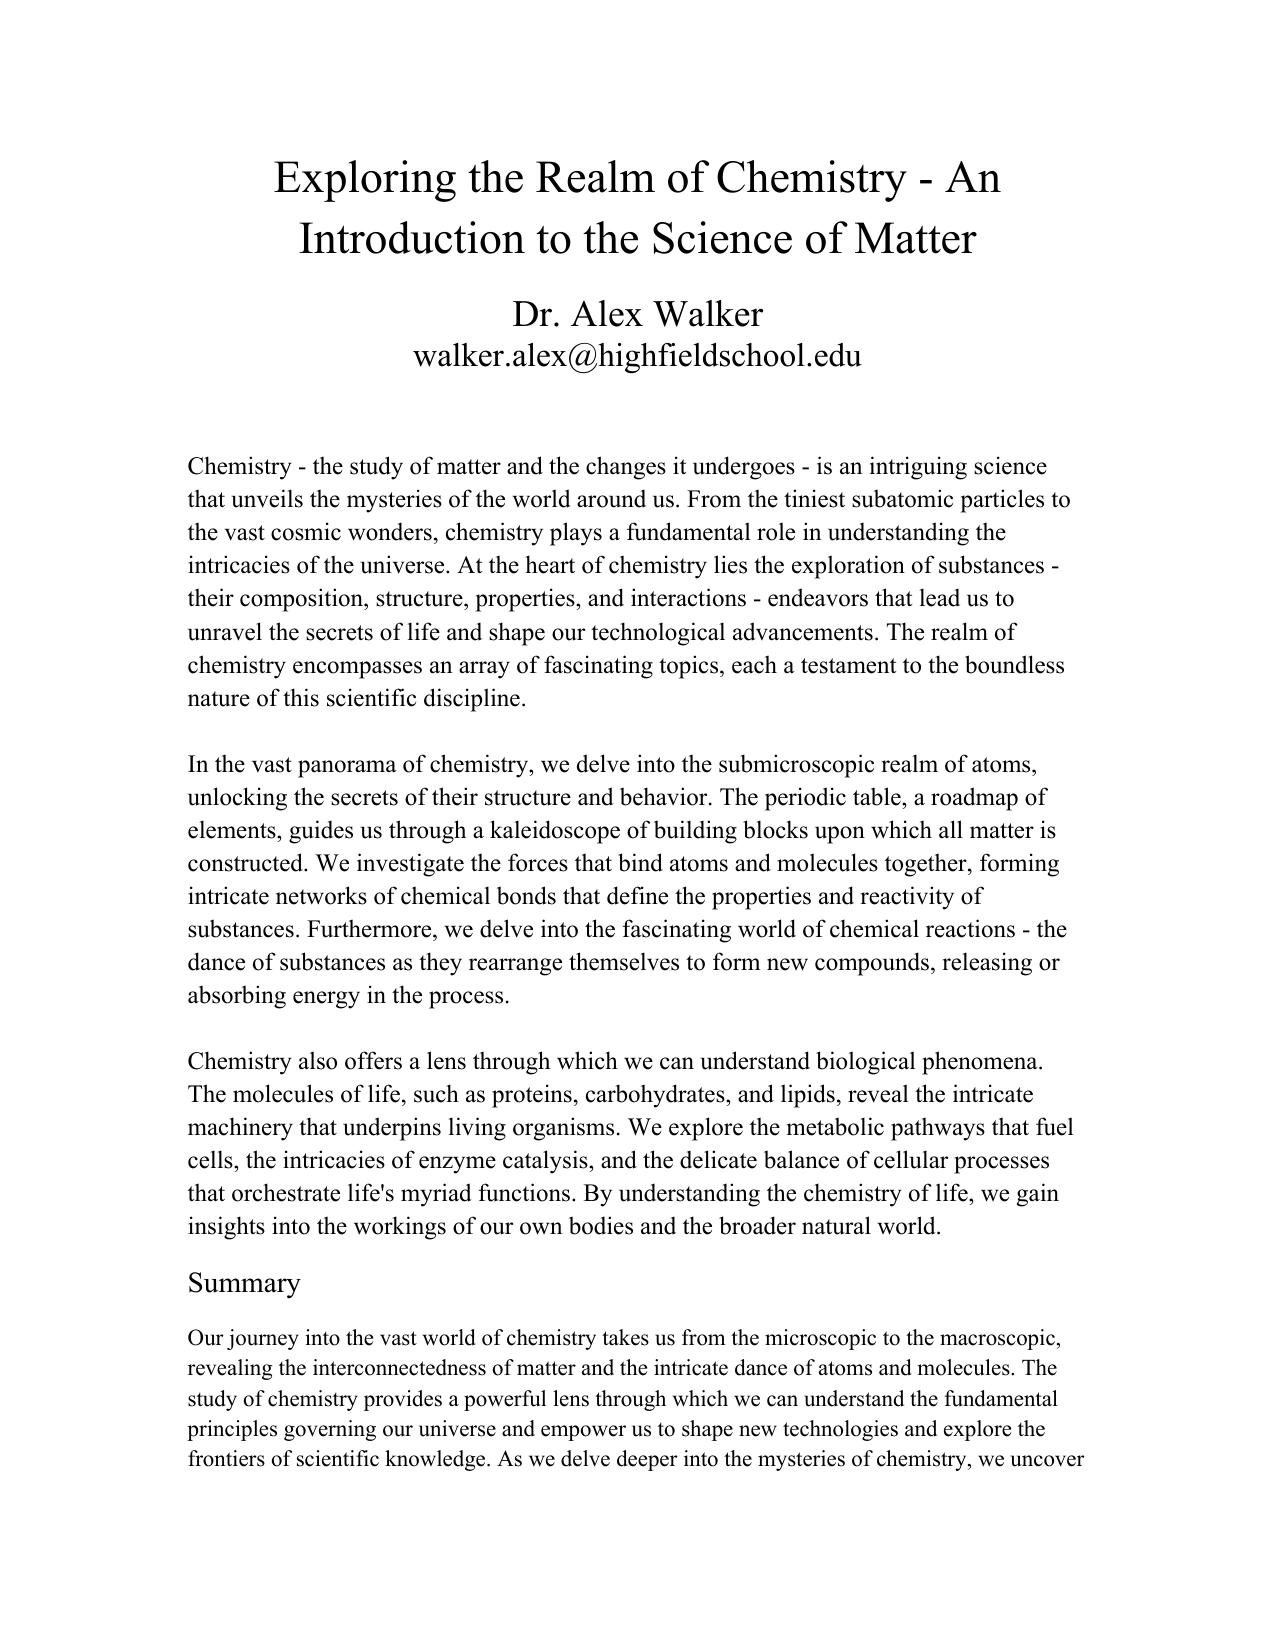 Exploring the Realm of Chemistry - An
Introduction to the Science of Matter
Dr. Alex Walker
walker.alex@highfieldschool.edu
Chemistry - the study of matter and the changes it undergoes - is an intriguing science
that unveils the mysteries of the world around us. From the tiniest subatomic particles to
the vast cosmic wonders, chemistry plays a fundamental role in understanding the
intricacies of the universe. At the heart of chemistry lies the exploration of substances -
their composition, structure, properties, and interactions - endeavors that lead us to
unravel the secrets of life and shape our technological advancements. The realm of
chemistry encompasses an array of fascinating topics, each a testament to the boundless
nature of this scientific discipline.
In the vast panorama of chemistry, we delve into the submicroscopic realm of atoms,
unlocking the secrets of their structure and behavior. The periodic table, a roadmap of
elements, guides us through a kaleidoscope of building blocks upon which all matter is
constructed. We investigate the forces that bind atoms and molecules together, forming
intricate networks of chemical bonds that define the properties and reactivity of
substances. Furthermore, we delve into the fascinating world of chemical reactions - the
dance of substances as they rearrange themselves to form new compounds, releasing or
absorbing energy in the process.
Chemistry also offers a lens through which we can understand biological phenomena.
The molecules of life, such as proteins, carbohydrates, and lipids, reveal the intricate
machinery that underpins living organisms. We explore the metabolic pathways that fuel
cells, the intricacies of enzyme catalysis, and the delicate balance of cellular processes
that orchestrate life's myriad functions. By understanding the chemistry of life, we gain
insights into the workings of our own bodies and the broader natural world.
Summary
Our journey into the vast world of chemistry takes us from the microscopic to the macroscopic,
revealing the interconnectedness of matter and the intricate dance of atoms and molecules. The
study of chemistry provides a powerful lens through which we can understand the fundamental
principles governing our universe and empower us to shape new technologies and explore the
frontiers of scientific knowledge. As we delve deeper into the mysteries of chemistry, we uncover